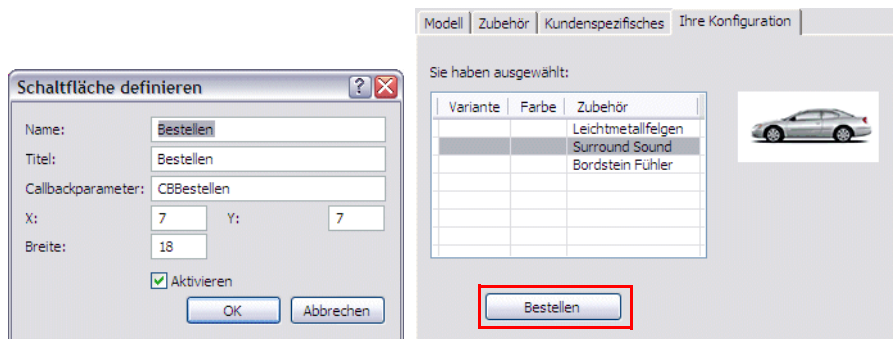 Schaltfläche definieren
Name: Bestellen
Titel: Bestellen
Callbackparameter: CBBestellen
X: 7 Y: 7
Breite: 18
Aktivieren
OK Abbrechen
Modell Zubehör Kundenspezifisches Ihre Konfiguration
Sie haben ausgewählt:
Variante Farbe Zubehör
Leichtmetallfelgen
Surround Sound
Bordstein Fühler
Bestellen